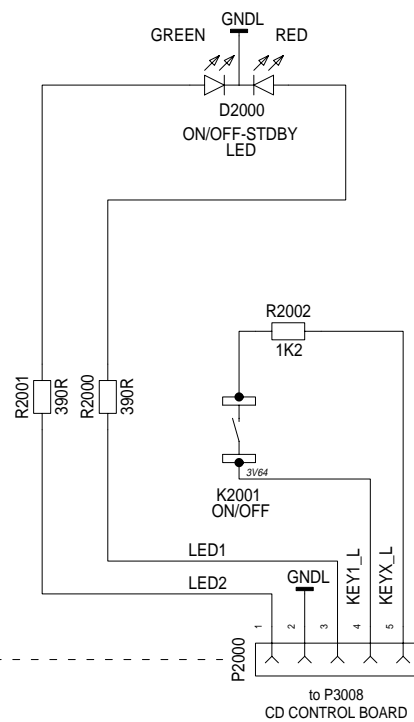 GNDL
GREEN
RED
D2000
ON/OFF-STDBY
LED
R2002
1K2
R2001
390R
R2000
390R
3V64
K2001
ON/OFF
LED1
KEY1_L
KEYX_L
LED2
GNDL
1
2
3
4
5
P2000
to P3008
CD CONTROL BOARD